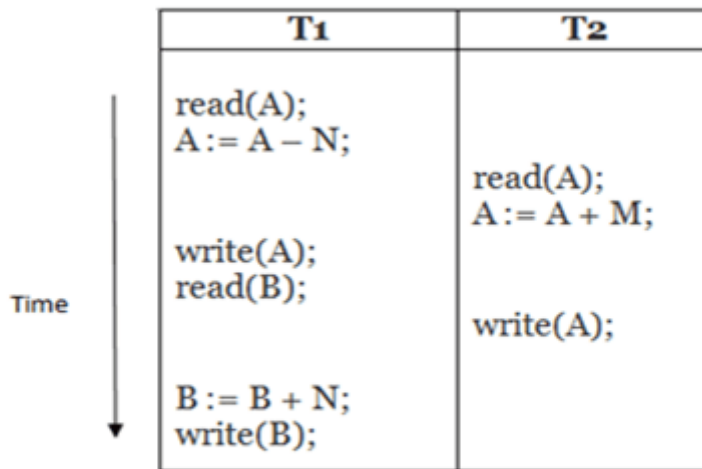 T1 T2
read(A);
A := A – N;
read(A);
A := A + M;
write(A);
read(B);
Time
write(A);
B := B + N;
write(B);